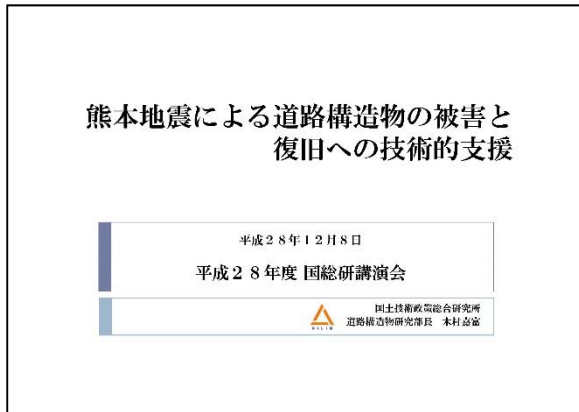 熊本地震による道路構造物の被害と
復旧への技術的支援
平成２８年１２月８日
平成２８年度 国総研講演会
国土技術政策総合研究所
道路構造物研究部長 木村嘉富
NILIM